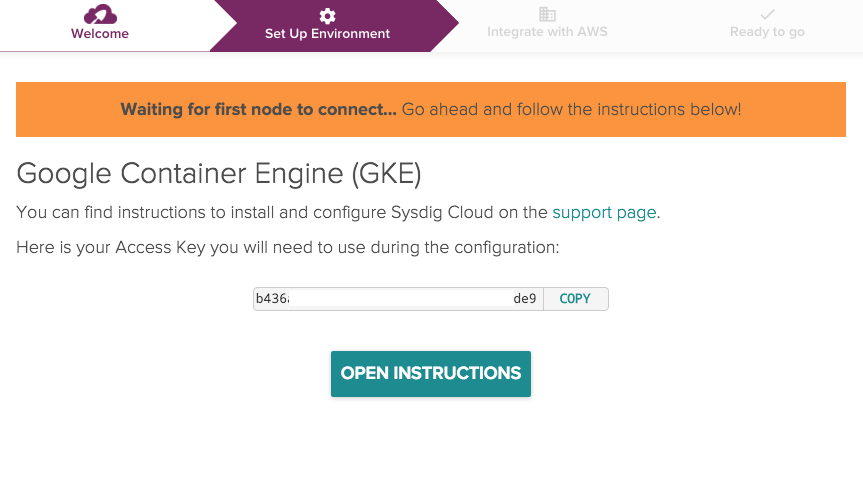 Welcome
Set Up Environment
Integrate with AWS
Ready to go
Waiting for first node to connect... Go ahead and follow the instructions below!
Google Container Engine (GKE)
You can find instructions to install and configure Sysdig Cloud on the support page.
Here is your Access Key you will need to use during the configuration:
b436 de9 COPY
OPEN INSTRUCTIONS